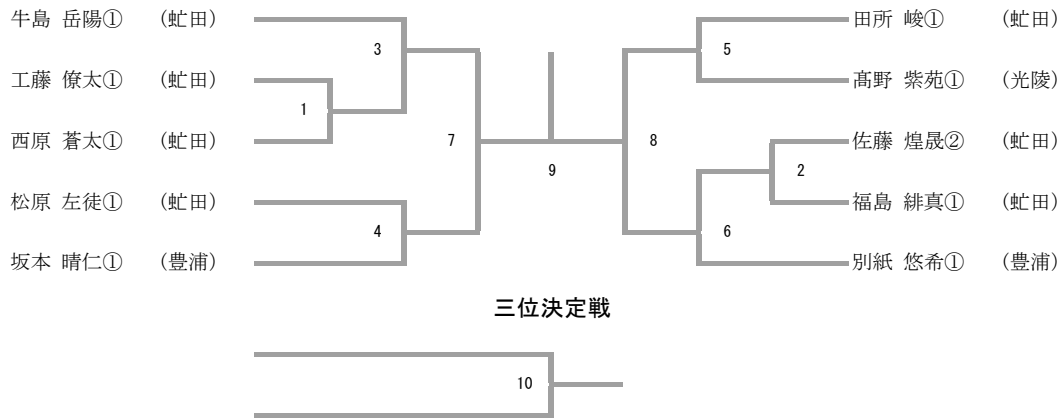 牛島 岳陽① (虻田) 田所 峻① (虻田)
3 5
工藤 僚太① (虻田) 髙野 紫苑① (光陵)
1
西原 蒼太① (虻田) 7 8 佐藤 煌晟② (虻田)
9 2
松原 左徒① (虻田) 福島 緋真① (虻田)
4 6
坂本 晴仁① (豊浦) 別紙 悠希① (豊浦)
三位決定戦
10